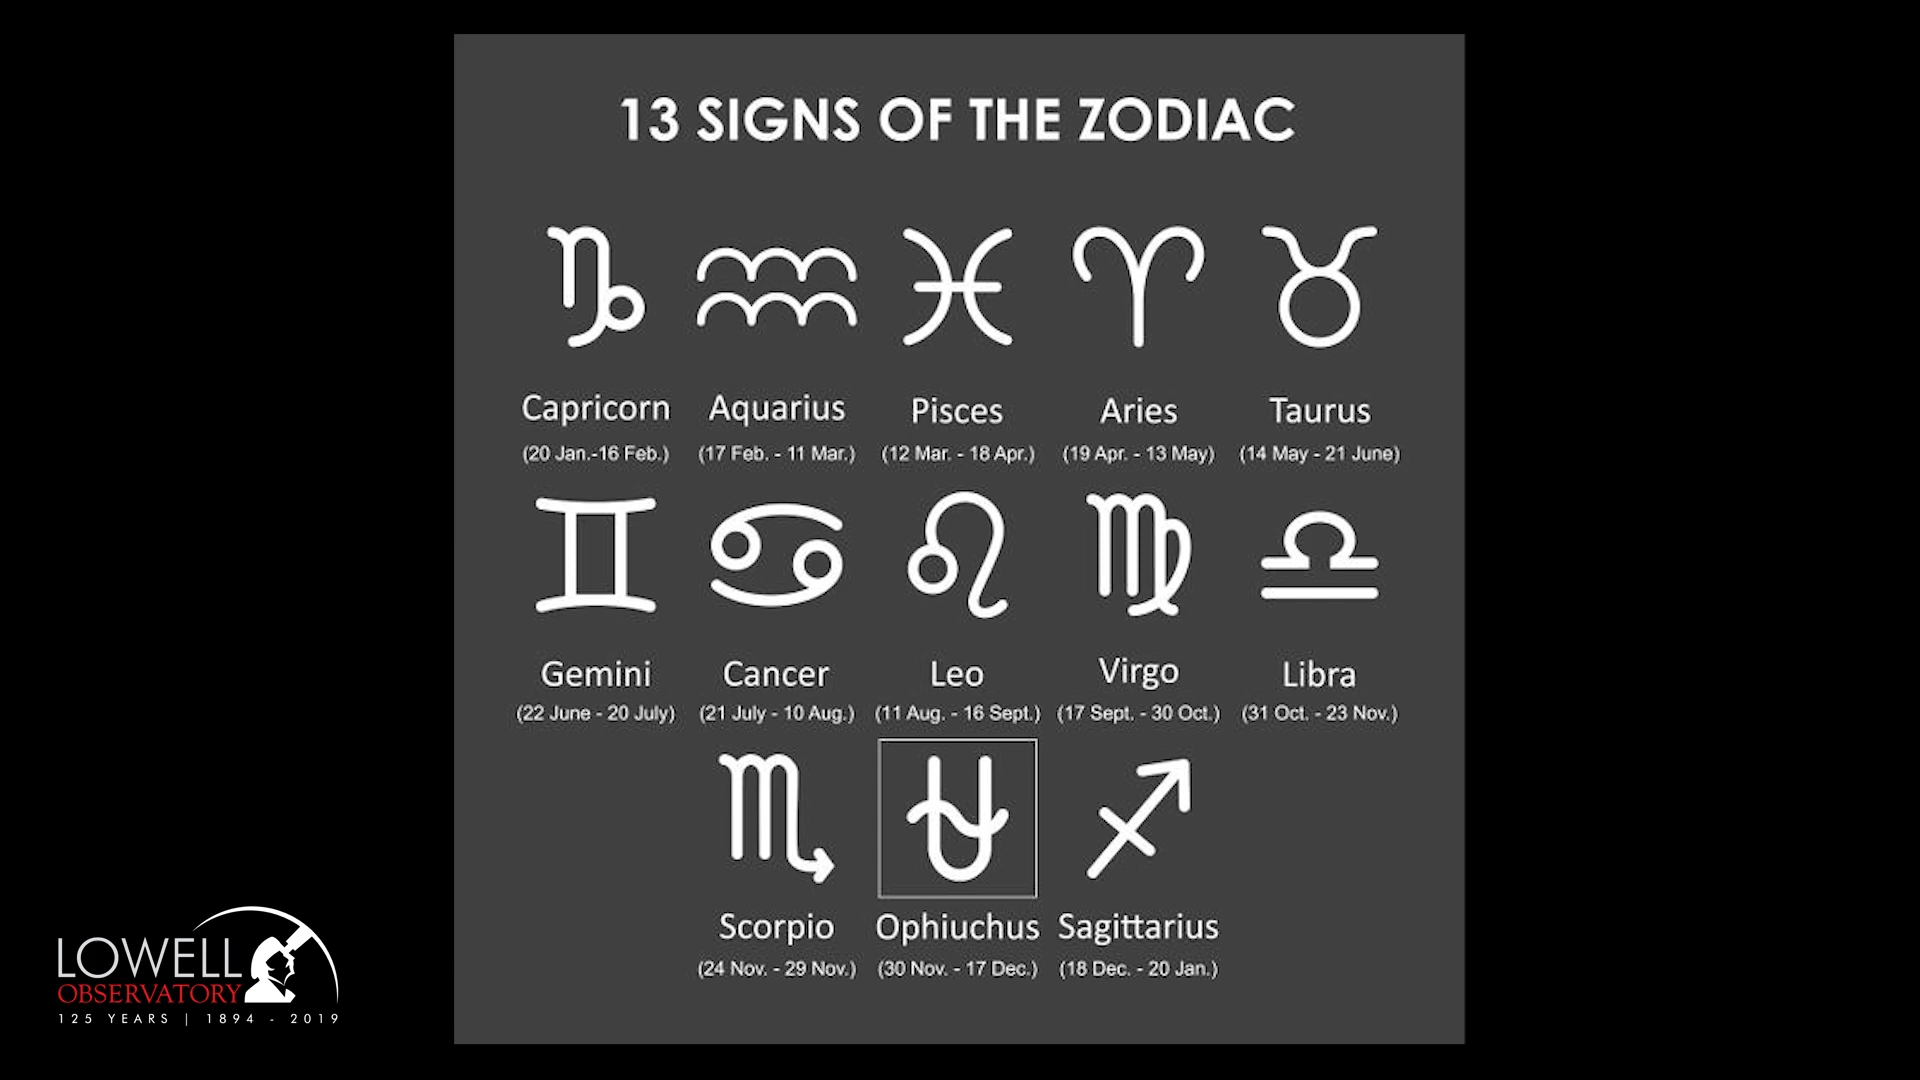 13 SIGNS OF THE ZODIAC
Capricorn Aquarius Pisces Aries Taurus
(20 Jan.-16 Feb.) (17 Feb. - 11 Mar.) (12 Mar. - 18 Apr.) (19 Apr. - 13 May) (14 May - 21 June)
Gemini Cancer Leo Virgo Libra
(22 June - 20 July) (21 July - 10 Aug.) (11 Aug. - 16 Sept.) (17 Sept. - 30 Oct.) (31 Oct. - 23 Nov.)
Scorpio Ophiuchus Sagittarius
(24 Nov. - 29 Nov.) (30 Nov. - 17 Dec.) (18 Dec. - 20 Jan.)
LOWELL
OBSERVATORY
125 YEARS | 1894 - 2019